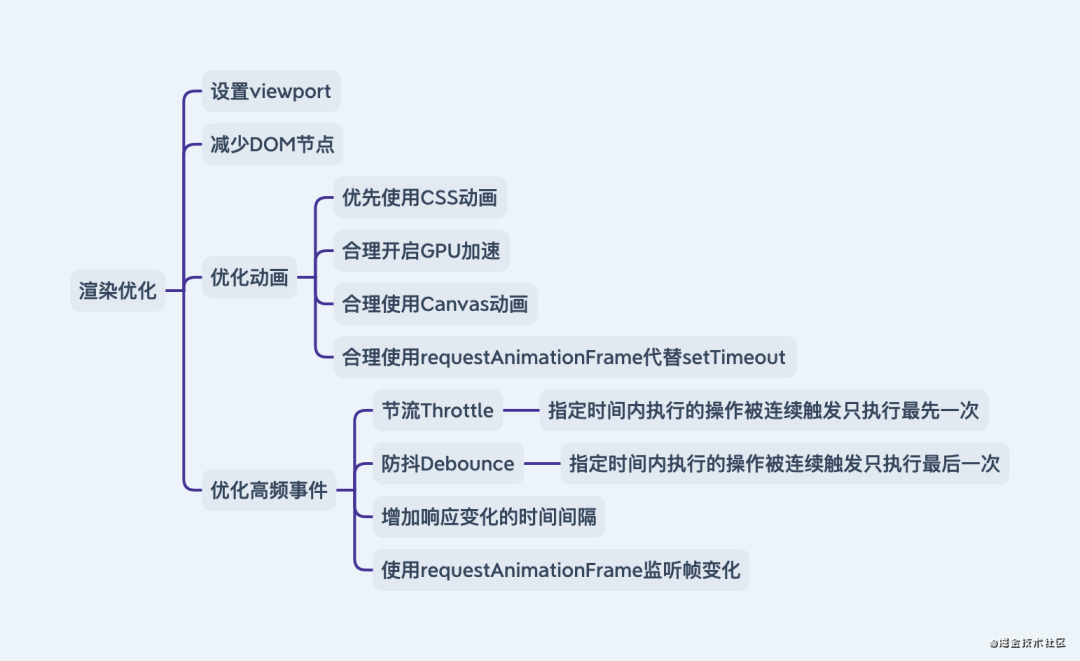 设置viewport
减少DOM节点
优先使用CSS动画
合理开启GPU加速
优化动画
渲染优化
合理使用Canvas动画
合理使用requestAnimationFrame代替setTimeout
节流Throttle
指定时间内执行的操作被连续触发只执行最先一次
防抖Debounce
指定时间内执行的操作被连续触发只执行最后一次
优化高频事件
增加响应变化的时间间隔
使用requestAnimationFrame监听帧变化
@掘金技术社区